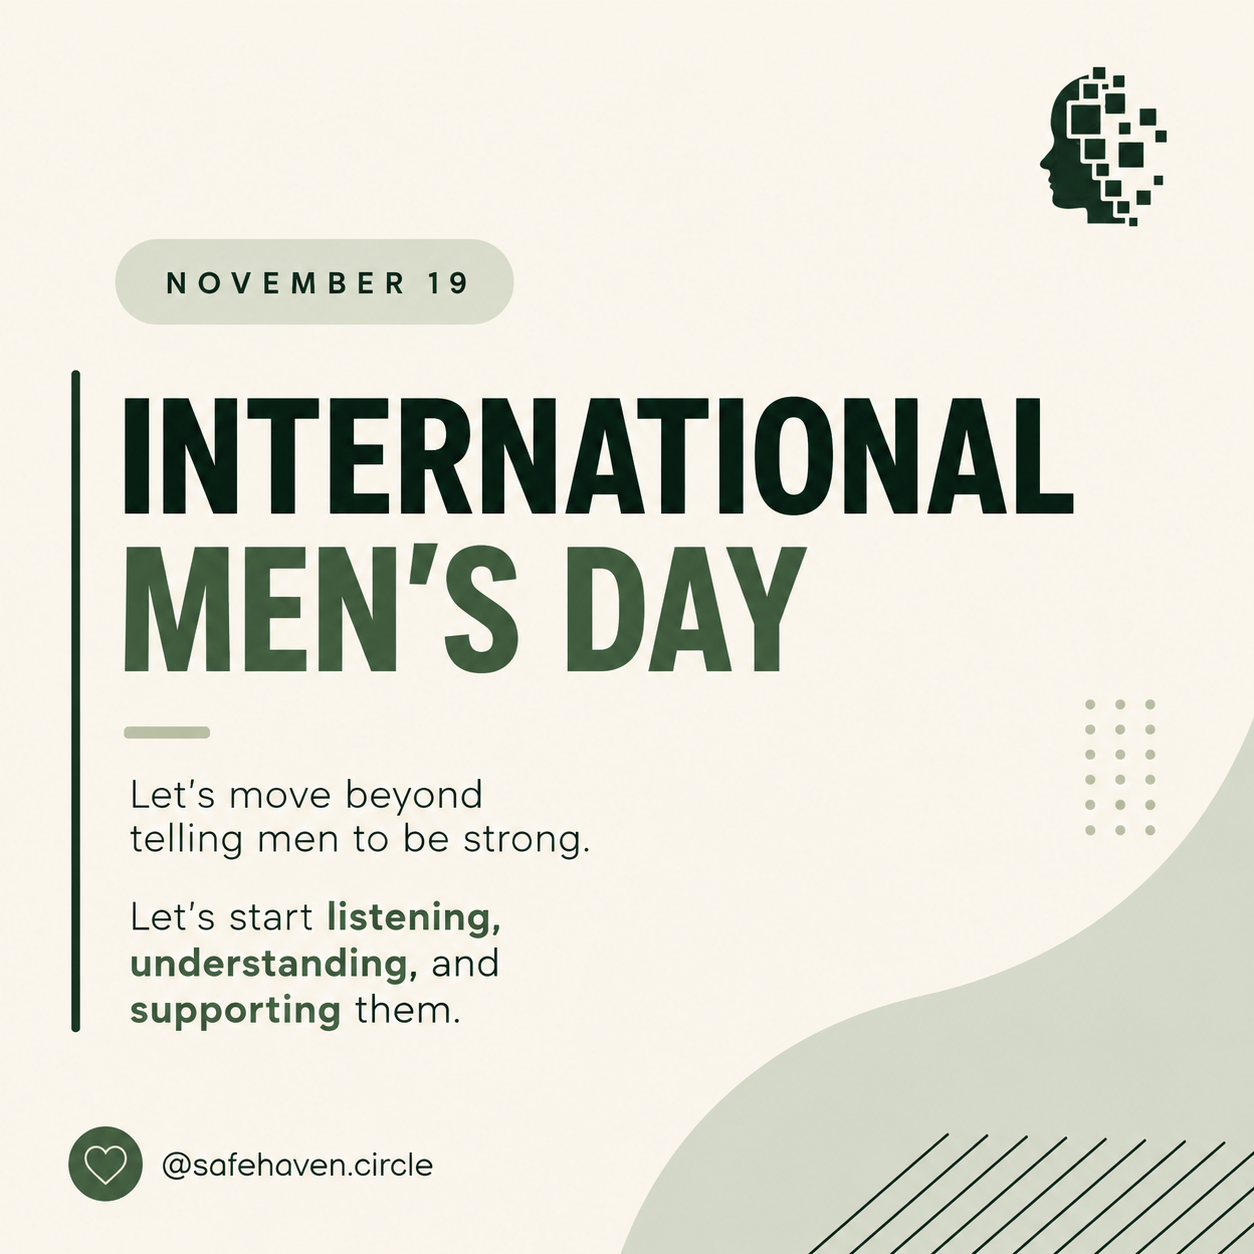 NOVEMBER 19
INTERNATIONAL
MEN’S DAY
Let’s move beyond
telling men to be strong.
Let’s start listening,
understanding, and
supporting them.
@safehaven.circle